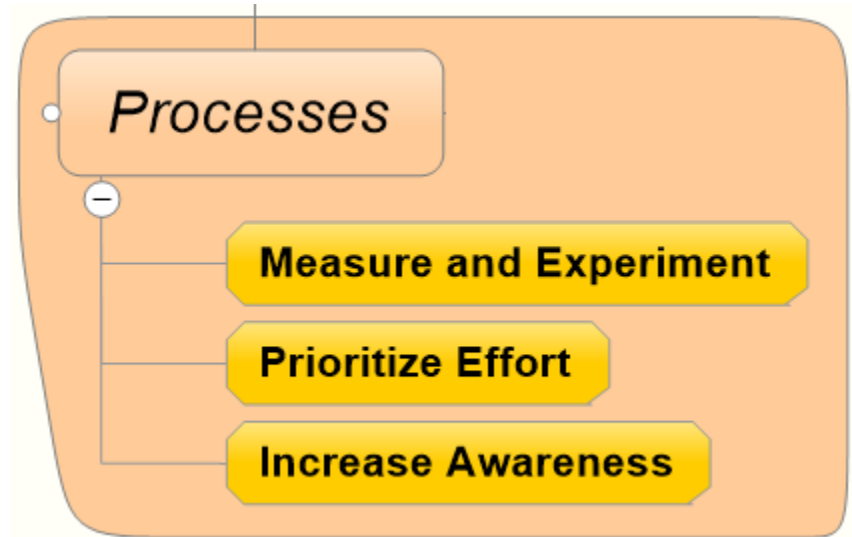 Processes
Measure and Experiment
Prioritize Effort
Increase Awareness